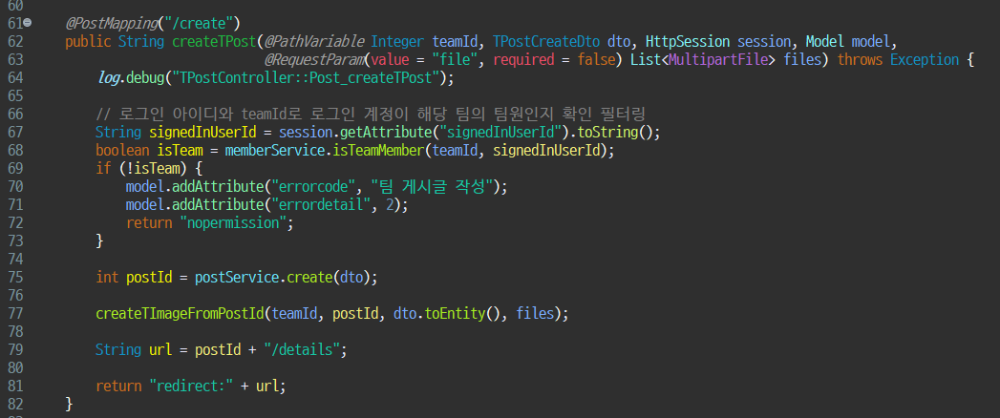 60
61 @PostMapping("/create")
62 public String createTPost(@PathVariable Integer teamId, TPostCreateDto dto, HttpSession session, Model model,
63 @RequestParam(value = "file", required = false) List<MultipartFile> files) throws Exception {
64 log.debug("TPostController::Post_createTPost");
65
66 // 로그인 아이디와 teamId로 로그인 계정이 해당 팀의 팀원인지 확인 필터링
67 String signedInUserId = session.getAttribute("signedInUserId").toString();
68 boolean isTeam = memberService.isTeamMember(teamId, signedInUserId);
69 if (!isTeam) {
70 model.addAttribute("errorcode", "팀 게시글 작성");
71 model.addAttribute("errordetail", 2);
72 return "nopermission";
73 }
74
75 int postId = postService.create(dto);
76
77 createTImageFromPostId(teamId, postId, dto.toEntity(), files);
78
79 String url = postId + "/details";
80
81 return "redirect:" + url;
82 }